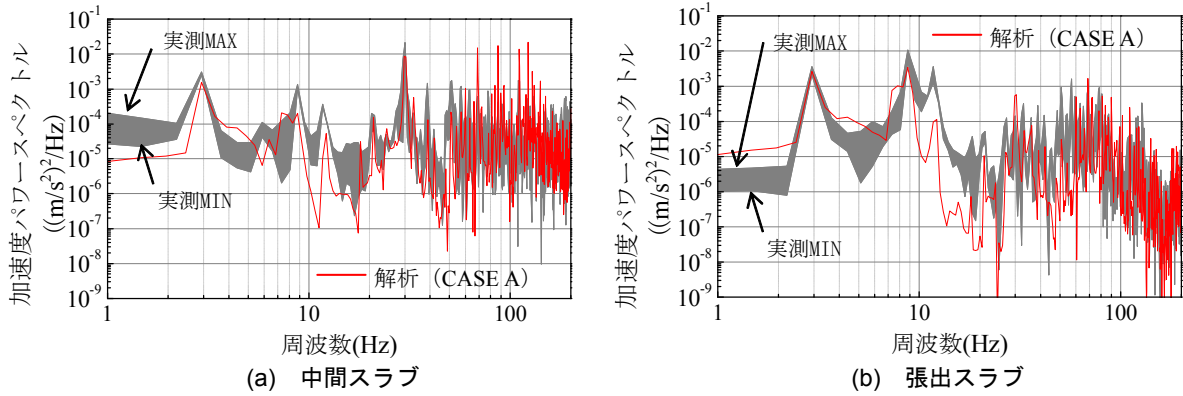 加速度パワースペクトル
((m/s²)²/Hz)
10⁻¹
10⁻²
10⁻³
10⁻⁴
10⁻⁵
10⁻⁶
10⁻⁷
10⁻⁸
10⁻⁹
実測MAX
実測MIN
解析（CASE A）
1 10 100
周波数(Hz)
(a) 中間スラブ
加速度パワースペクトル
((m/s²)²/Hz)
10⁻¹
10⁻²
10⁻³
10⁻⁴
10⁻⁵
10⁻⁶
10⁻⁷
10⁻⁸
10⁻⁹
解析（CASE A）
実測MAX
実測MIN
1 10 100
周波数(Hz)
(b) 張出スラブ